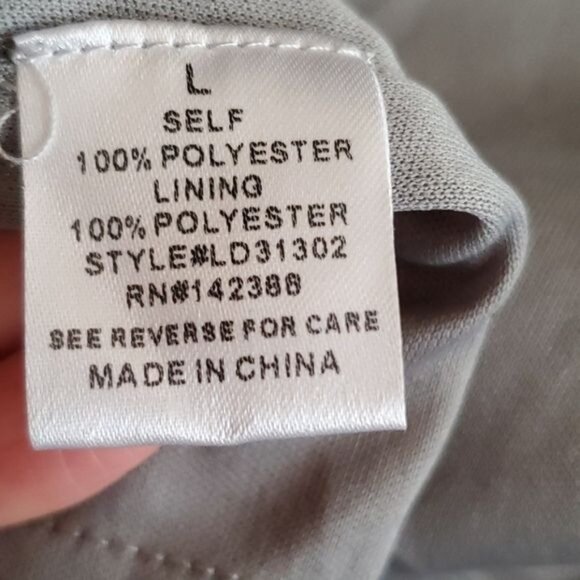 L
SELF
100% POLYESTER
LINING
100% POLYESTER
STYLE#LD31302
RN#142388
SEE REVERSE FOR CARE
MADE IN CHINA